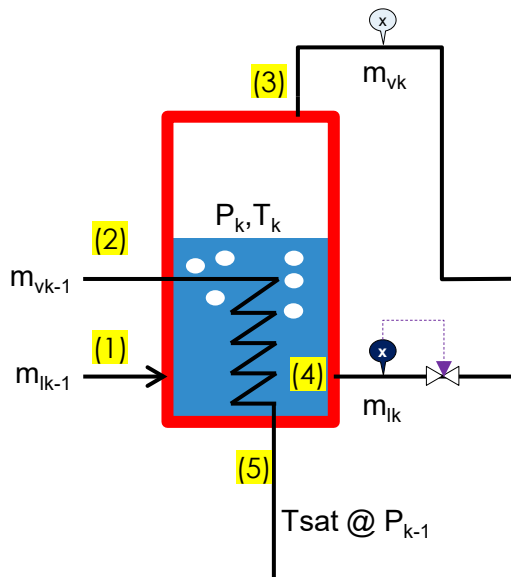 x
(3)
m_vk
P_k,T_k
(2)
m_vk-1
(1)
x
m_lk-1
(4)
m_lk
(5)
Tsat @ P_k-1